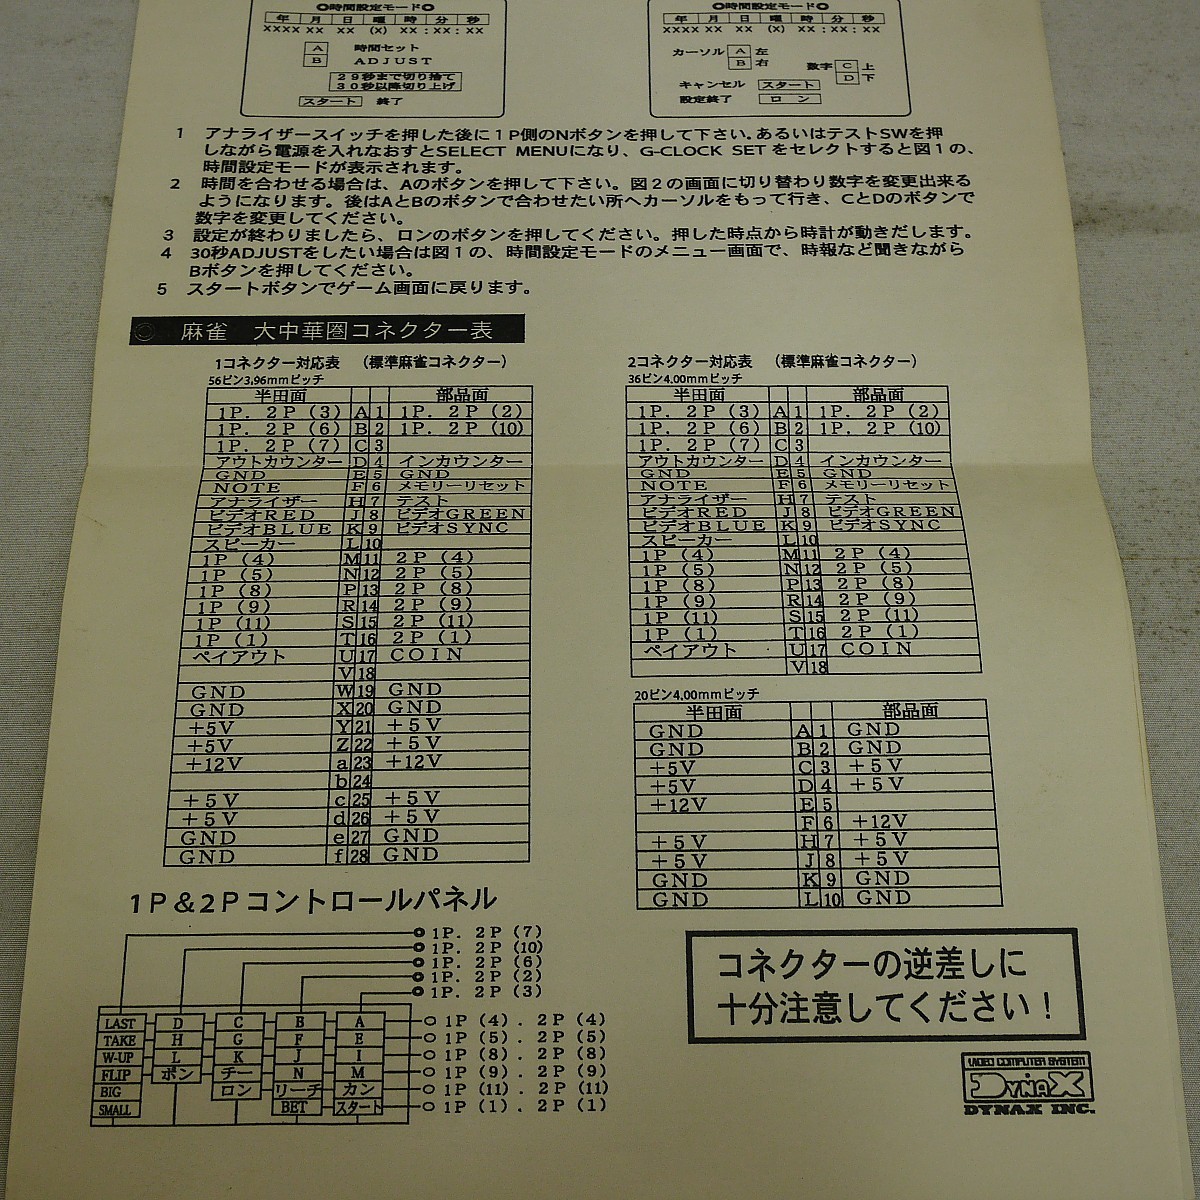 ◎時間設定モード◎
年 月 日 曜 時 分 秒
XXXX XX XX (X) XX : XX : XX
A 時間セット
B ADJUST
29秒まで切り捨て
30秒以降切り上げ
スタート 終了
◎時間設定モード◎
年 月 日 曜 時 分 秒
XXXX XX XX (X) XX : XX : XX
カーソル A 左
B 右
数字 C 上
D 下
キャンセル スタート
設定終了 ロン
1 アナライザースイッチを押した後に1P側のNボタンを押して下さい。あるいはテストSWを押
しながら電源を入れなおすとSELECT MENUになり、G-CLOCK SETをセレクトすると図1の、
時間設定モードが表示されます。
2 時間を合わせる場合は、Aのボタンを押して下さい。図2の画面に切り替わり数字を変更出来る
ようになります。後はAとBのボタンで合わせたい所へカーソルをもって行き、CとDのボタンで
数字を変更してください。
3 設定が終わりましたら、ロンのボタンを押してください。押した時点から時計が動きだします。
4 30秒ADJUSTをしたい場合は図1の、時間設定モードのメニュー画面で、時報など聞きながら
Bボタンを押してください。
5 スタートボタンでゲーム画面に戻ります。
◎ 麻雀 大中華圏コネクター表
1コネクター対応表 (標準麻雀コネクター)
56ピン3,96mmピッチ
半田面 部品面
1P. 2P (3) A 1 1P. 2P (2)
1P. 2P (6) B 2 1P. 2P (10)
1P. 2P (7) C 3
アウトカウンター D 4 インカウンター
GND E 5 GND
NOTE F 6 メモリーリセット
アナライザー H 7 テスト
ビデオRED J 8 ビデオGREEN
ビデオBLUE K 9 ビデオSYNC
スピーカー L 10
1P (4) M 11 2P (4)
1P (5) N 12 2P (5)
1P (8) P 13 2P (8)
1P (9) R 14 2P (9)
1P (11) S 15 2P (11)
1P (1) T 16 2P (1)
ペイアウト U 17 COIN
V 18
GND W 19 GND
GND X 20 GND
+5V Y 21 +5V
+5V Z 22 +5V
+12V a 23 +12V
b 24
+5V c 25 +5V
+5V d 26 +5V
GND e 27 GND
GND f 28 GND
2コネクター対応表 (標準麻雀コネクター)
36ピン4.00mmピッチ
半田面 部品面
1P. 2P (3) A 1 1P. 2P (2)
1P. 2P (6) B 2 1P. 2P (10)
1P. 2P (7) C 3
アウトカウンター D 4 インカウンター
GND E 5 GND
NOTE F 6 メモリーリセット
アナライザー H 7 テスト
ビデオRED J 8 ビデオGREEN
ビデオBLUE K 9 ビデオSYNC
スピーカー L 10
1P (4) M 11 2P (4)
1P (5) N 12 2P (5)
1P (8) P 13 2P (8)
1P (9) R 14 2P (9)
1P (11) S 15 2P (11)
1P (1) T 16 2P (1)
ペイアウト U 17 COIN
V 18
20ピン4,00mmピッチ
半田面 部品面
GND A 1 GND
GND B 2 GND
+5V C 3 +5V
+5V D 4 +5V
+12V E 5
F 6 +12V
+5V H 7 +5V
+5V J 8 +5V
GND K 9 GND
GND L 10 GND
1P&2Pコントロールパネル
1P. 2P (7)
1P. 2P (10)
1P. 2P (6)
1P. 2P (2)
1P. 2P (3)
LAST D C B A 1P (4) . 2P (4)
TAKE H G F E 1P (5) . 2P (5)
W-UP L K J I 1P (8) . 2P (8)
FLIP ポン チー N M 1P (9) . 2P (9)
BIG ロン リーチ カン 1P (11) . 2P (11)
SMALL BET スタート 1P (1) . 2P (1)
コネクターの逆差しに
十分注意してください!
VIDEO COMPUTER SYSTEM
DYNAX
DYNAX INC.